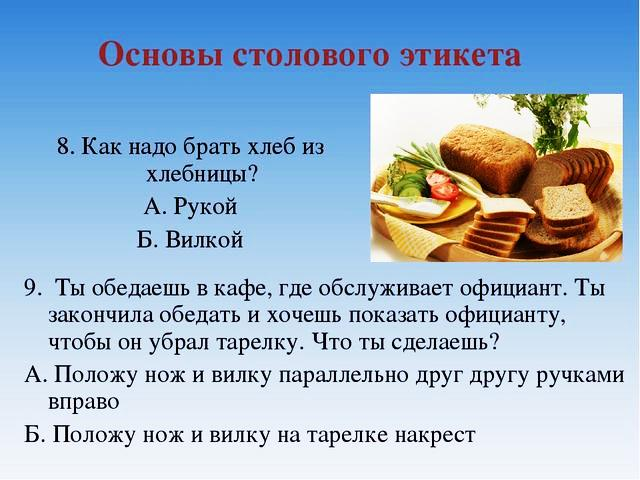 Основы столового этикета
8. Как надо брать хлеб из
хлебницы?
А. Рукой
Б. Вилкой
9. Ты обедаешь в кафе, где обслуживает официант. Ты
закончила обедать и хочешь показать официанту,
чтобы он убрал тарелку. Что ты сделаешь?
А. Положу нож и вилку параллельно друг другу ручками
вправо
Б. Положу нож и вилку на тарелке накрест